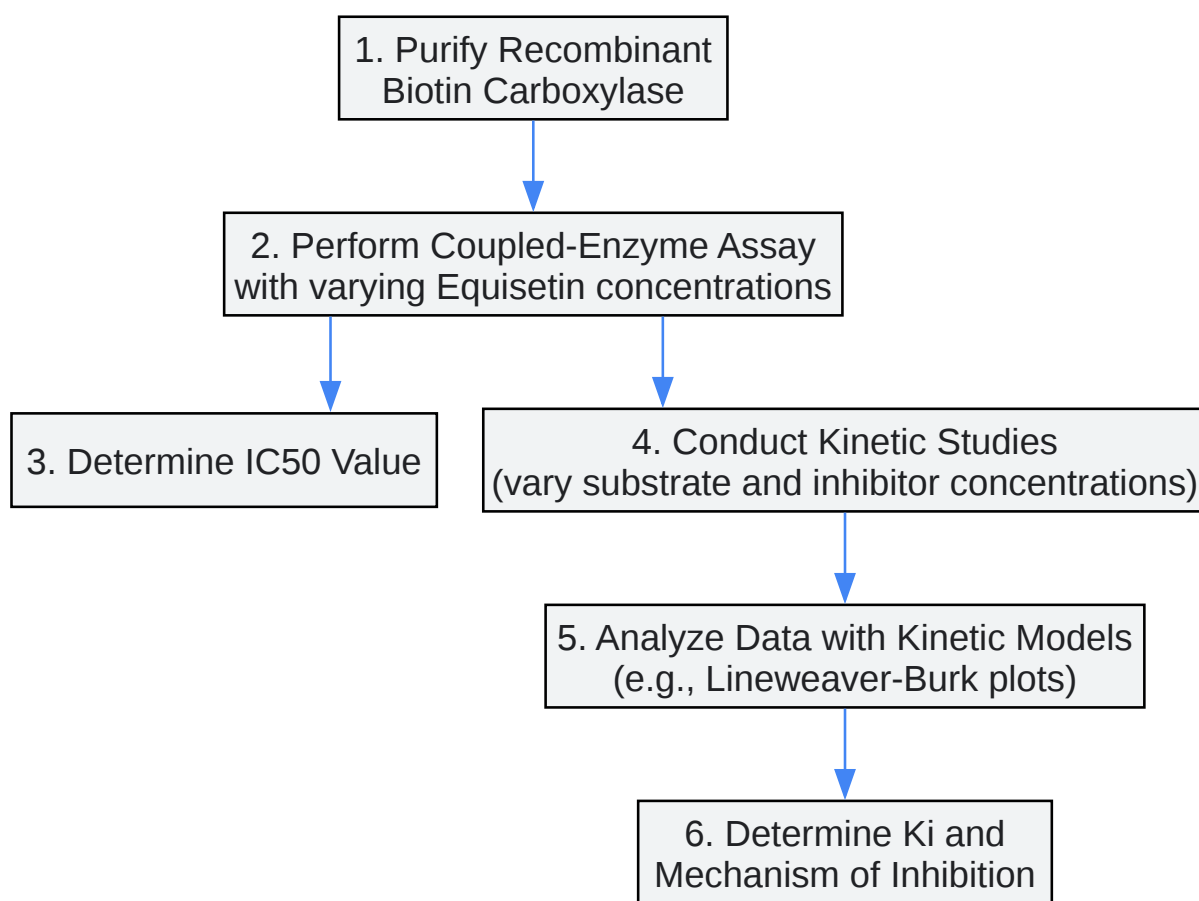 1. Purify Recombinant
Biotin Carboxylase
2. Perform Coupled-Enzyme Assay
with varying Equisetin concentrations
3. Determine IC50 Value
4. Conduct Kinetic Studies
(vary substrate and inhibitor concentrations)
5. Analyze Data with Kinetic Models
(e.g., Lineweaver-Burk plots)
6. Determine Ki and
Mechanism of Inhibition